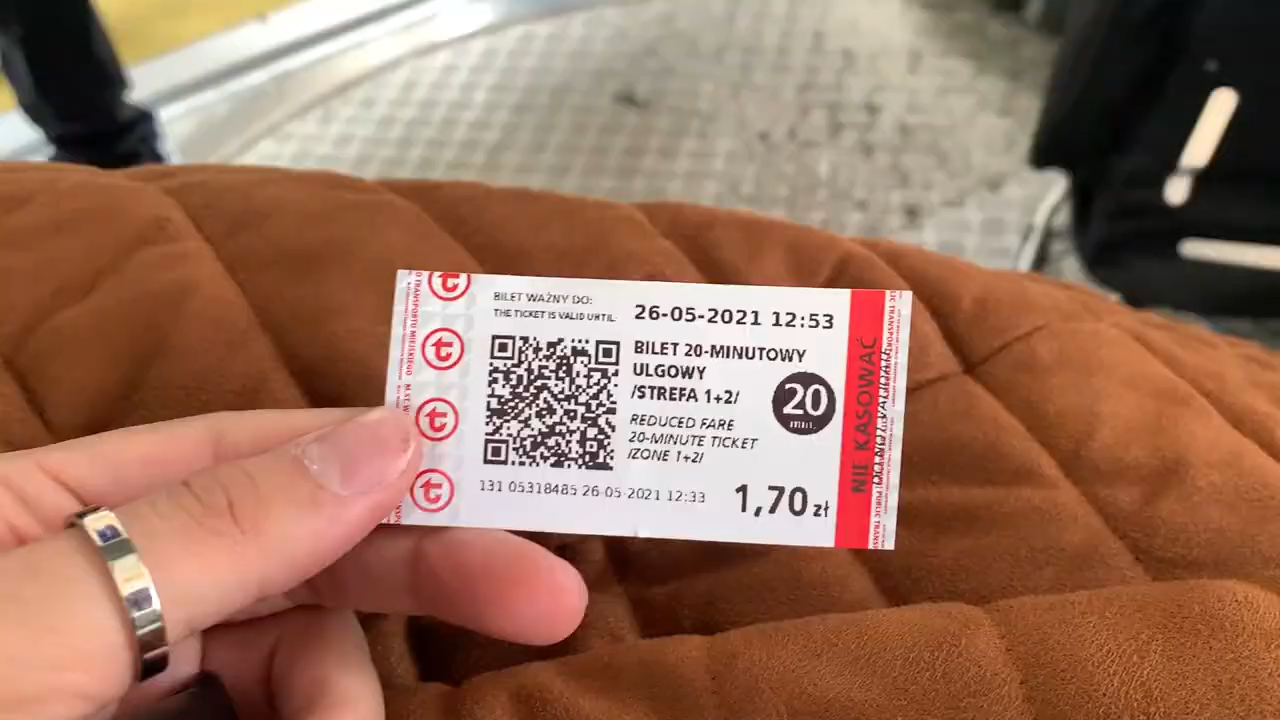 BILET WAŻNY DO:
THE TICKET IS VALID UNTIL:
26-05-2021 12:53
BILET 20-MINUTOWY
ULGOWY
/STREFA 1+2/
20
MIN.
REDUCED FARE
20-MINUTE TICKET
/ZONE 1+2/
131 05318485 26-05-2021 12:33
1,70 zł
NIE KASOWAĆ
DO NOT VALIDATE
TRANSPORTU MIEJSKIEGO